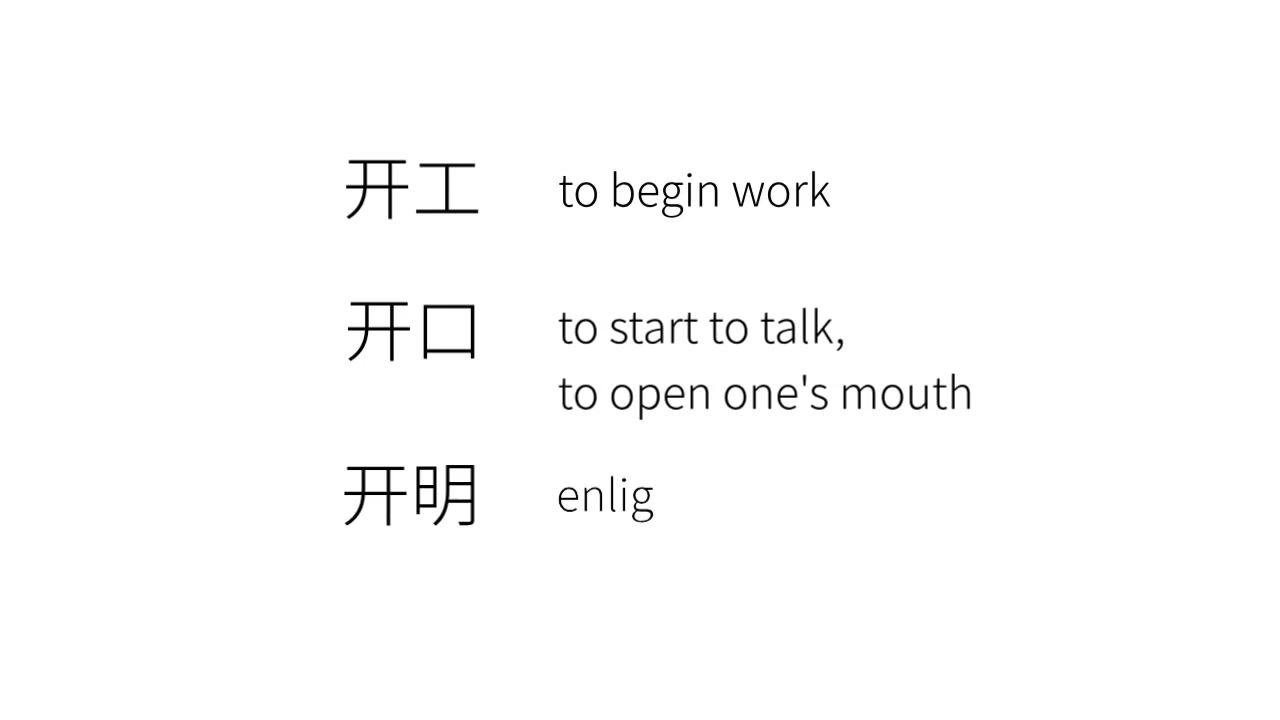 开工 to begin work
开口 to start to talk,
to open one's mouth
开明 enlig